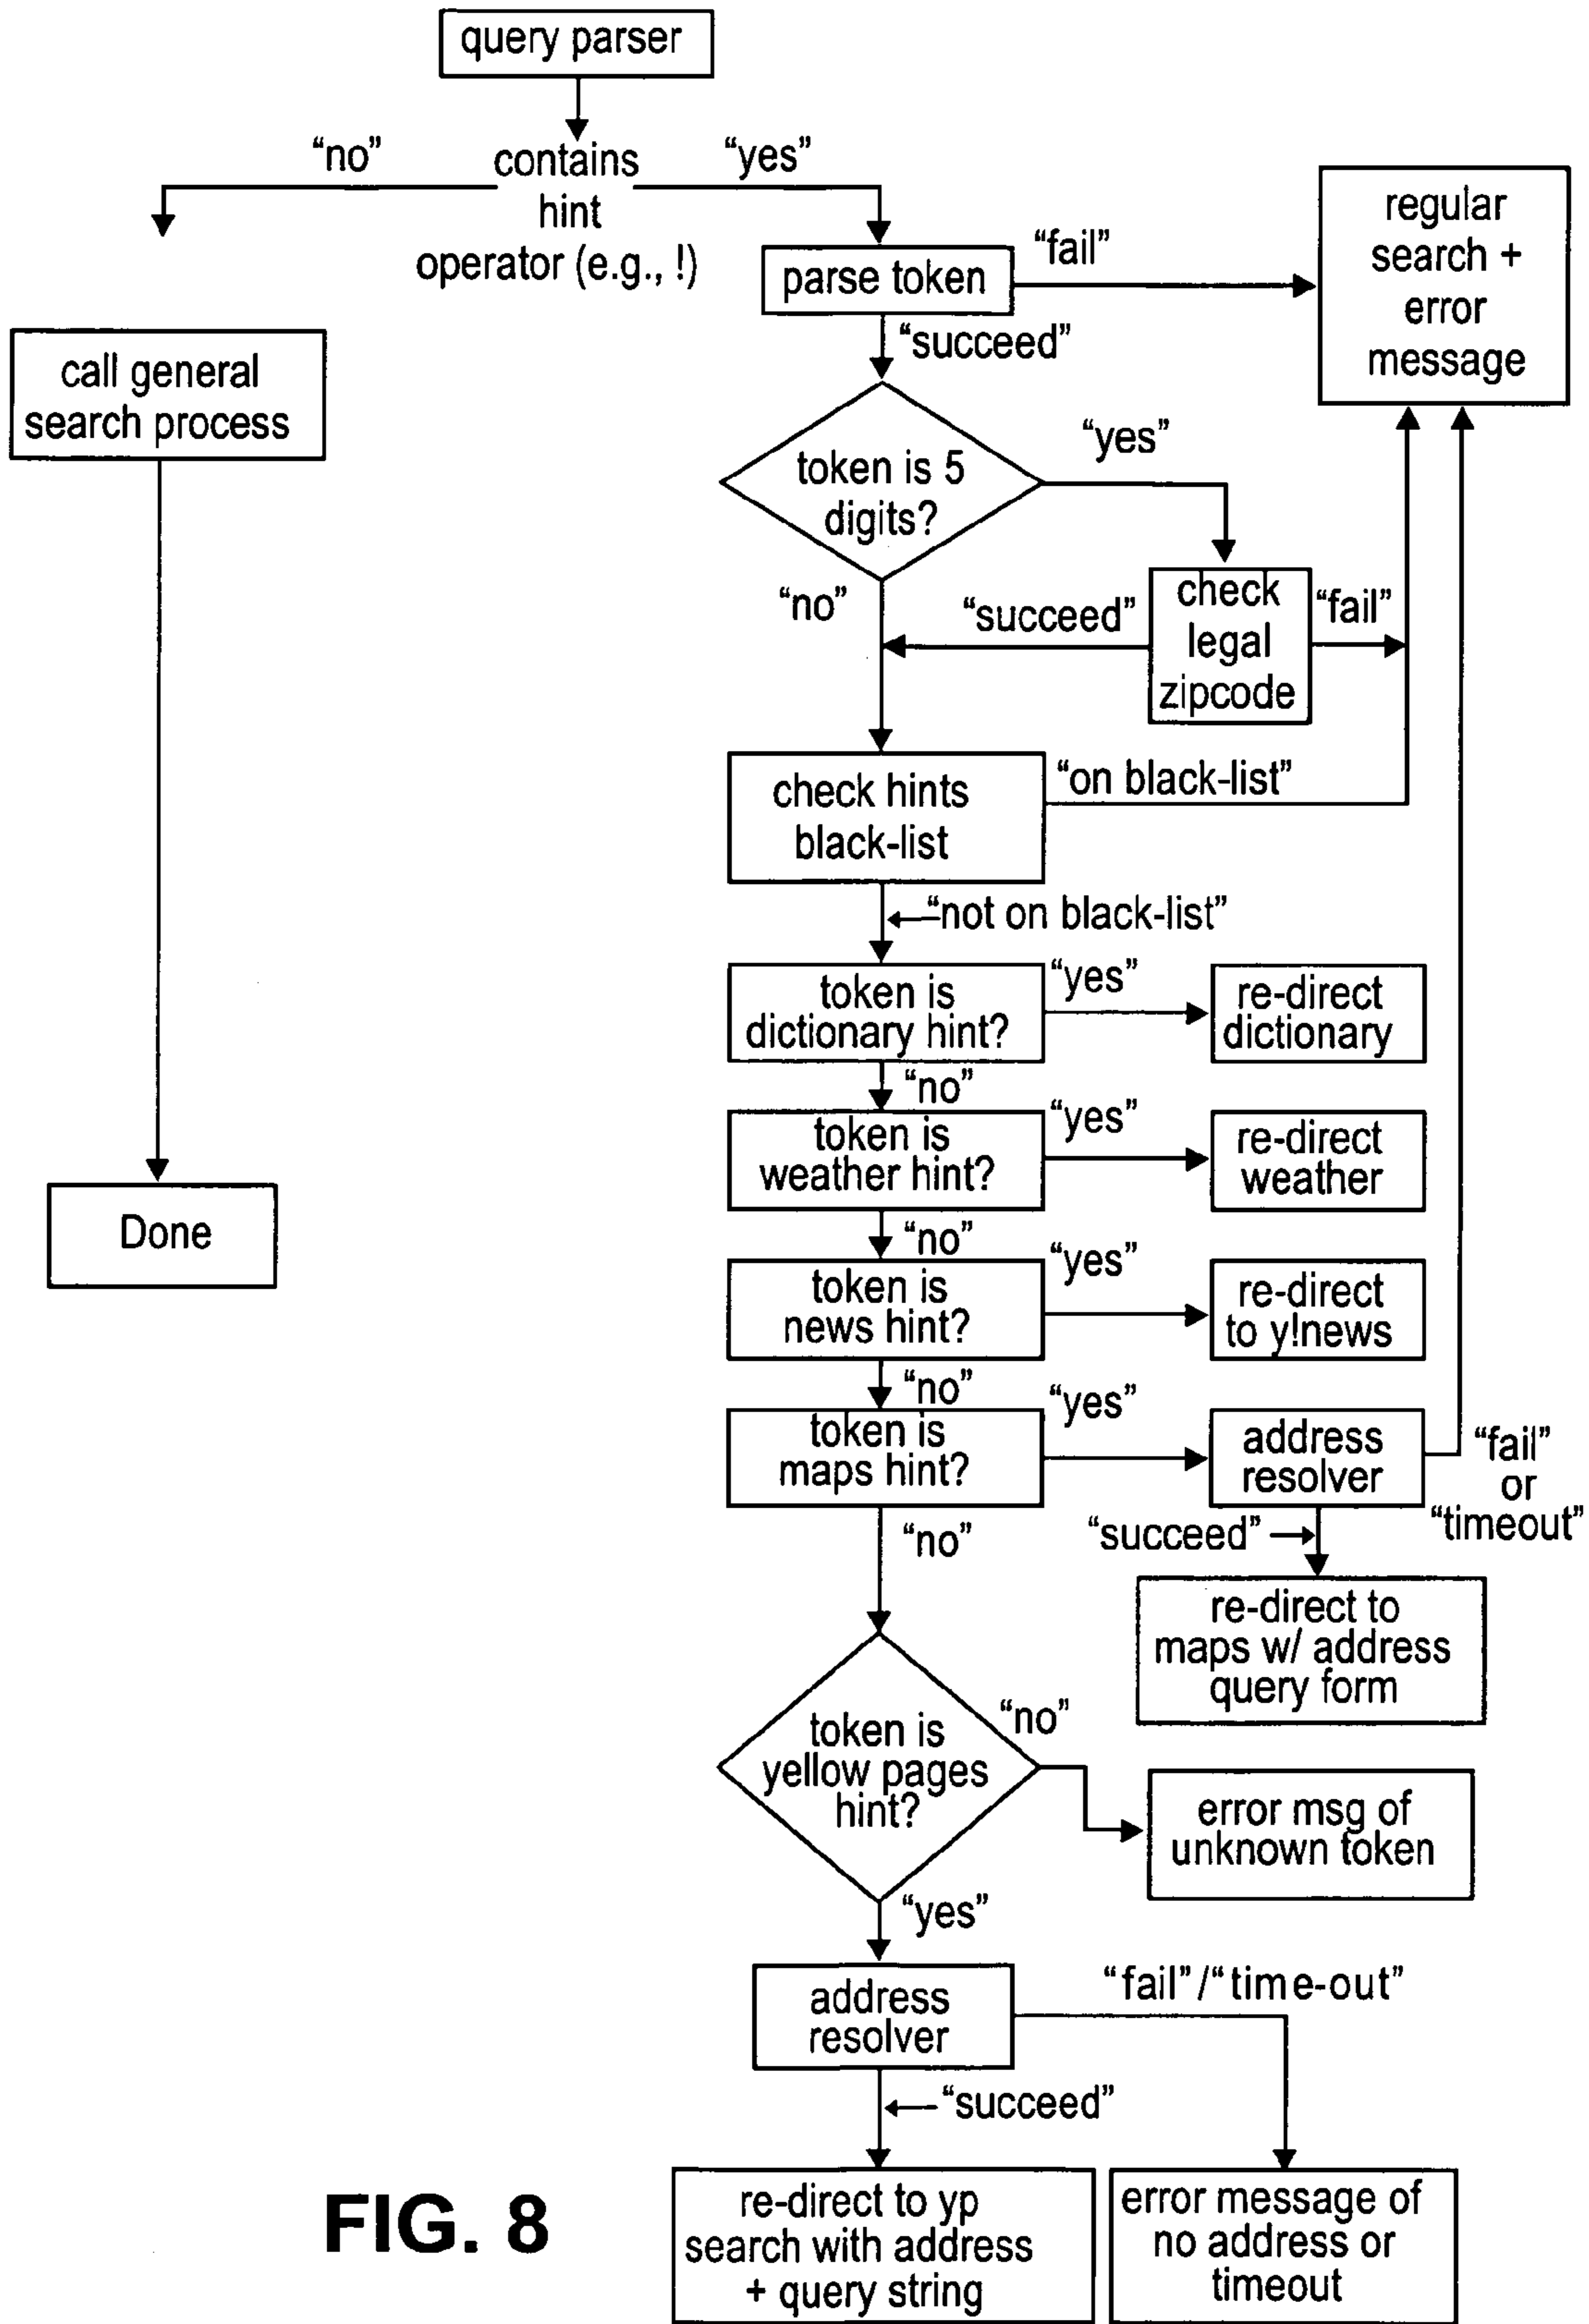 query parser
“no”
contains
“yes”
hint
operator (e.g., !)
parse token
“fail”
regular
search +
error
message
“succeed”
call general
search process
token is 5
digits?
“yes”
“no”
“succeed”
check
legal
zipcode
“fail”
check hints
black-list
“on black-list”
“not on black-list”
token is
dictionary hint?
“yes”
re-direct
dictionary
“no”
token is
weather hint?
“yes”
re-direct
weather
Done
“no”
token is
news hint?
“yes”
re-direct
to y!news
“no”
token is
maps hint?
“yes”
address
resolver
“fail”
or
“timeout”
“no”
“succeed”
re-direct to
maps w/ address
query form
token is
yellow pages
hint?
“no”
error msg of
unknown token
“yes”
address
resolver
“fail”/“time-out”
“succeed”
re-direct to yp
search with address
+ query string
error message of
no address or
timeout
FIG. 8